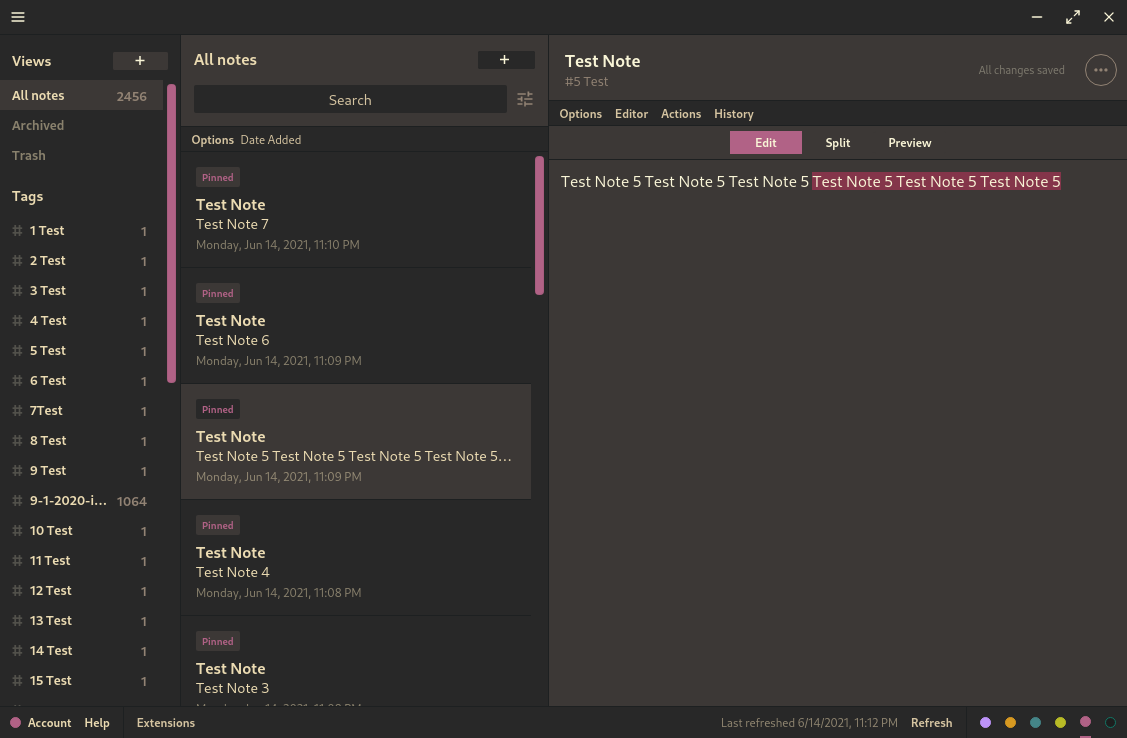 Views
+
All notes 2456
Archived
Trash
Tags
# 1 Test 1
# 2 Test 1
# 3 Test 1
# 4 Test 1
# 5 Test 1
# 6 Test 1
# 7Test 1
# 8 Test 1
# 9 Test 1
# 9-1-2020-i... 1064
# 10 Test 1
# 11 Test 1
# 12 Test 1
# 13 Test 1
# 14 Test 1
# 15 Test 1
All notes
+
Search
Options Date Added
Pinned
Test Note
Test Note 7
Monday, Jun 14, 2021, 11:10 PM
Pinned
Test Note
Test Note 6
Monday, Jun 14, 2021, 11:09 PM
Pinned
Test Note
Test Note 5 Test Note 5 Test Note 5 Test Note 5...
Monday, Jun 14, 2021, 11:09 PM
Pinned
Test Note
Test Note 4
Monday, Jun 14, 2021, 11:08 PM
Pinned
Test Note
Test Note 3
Test Note
#5 Test
All changes saved
Options Editor Actions History
Edit Split Preview
Test Note 5 Test Note 5 Test Note 5 Test Note 5 Test Note 5 Test Note 5
Account Help Extensions
Last refreshed 6/14/2021, 11:12 PM Refresh